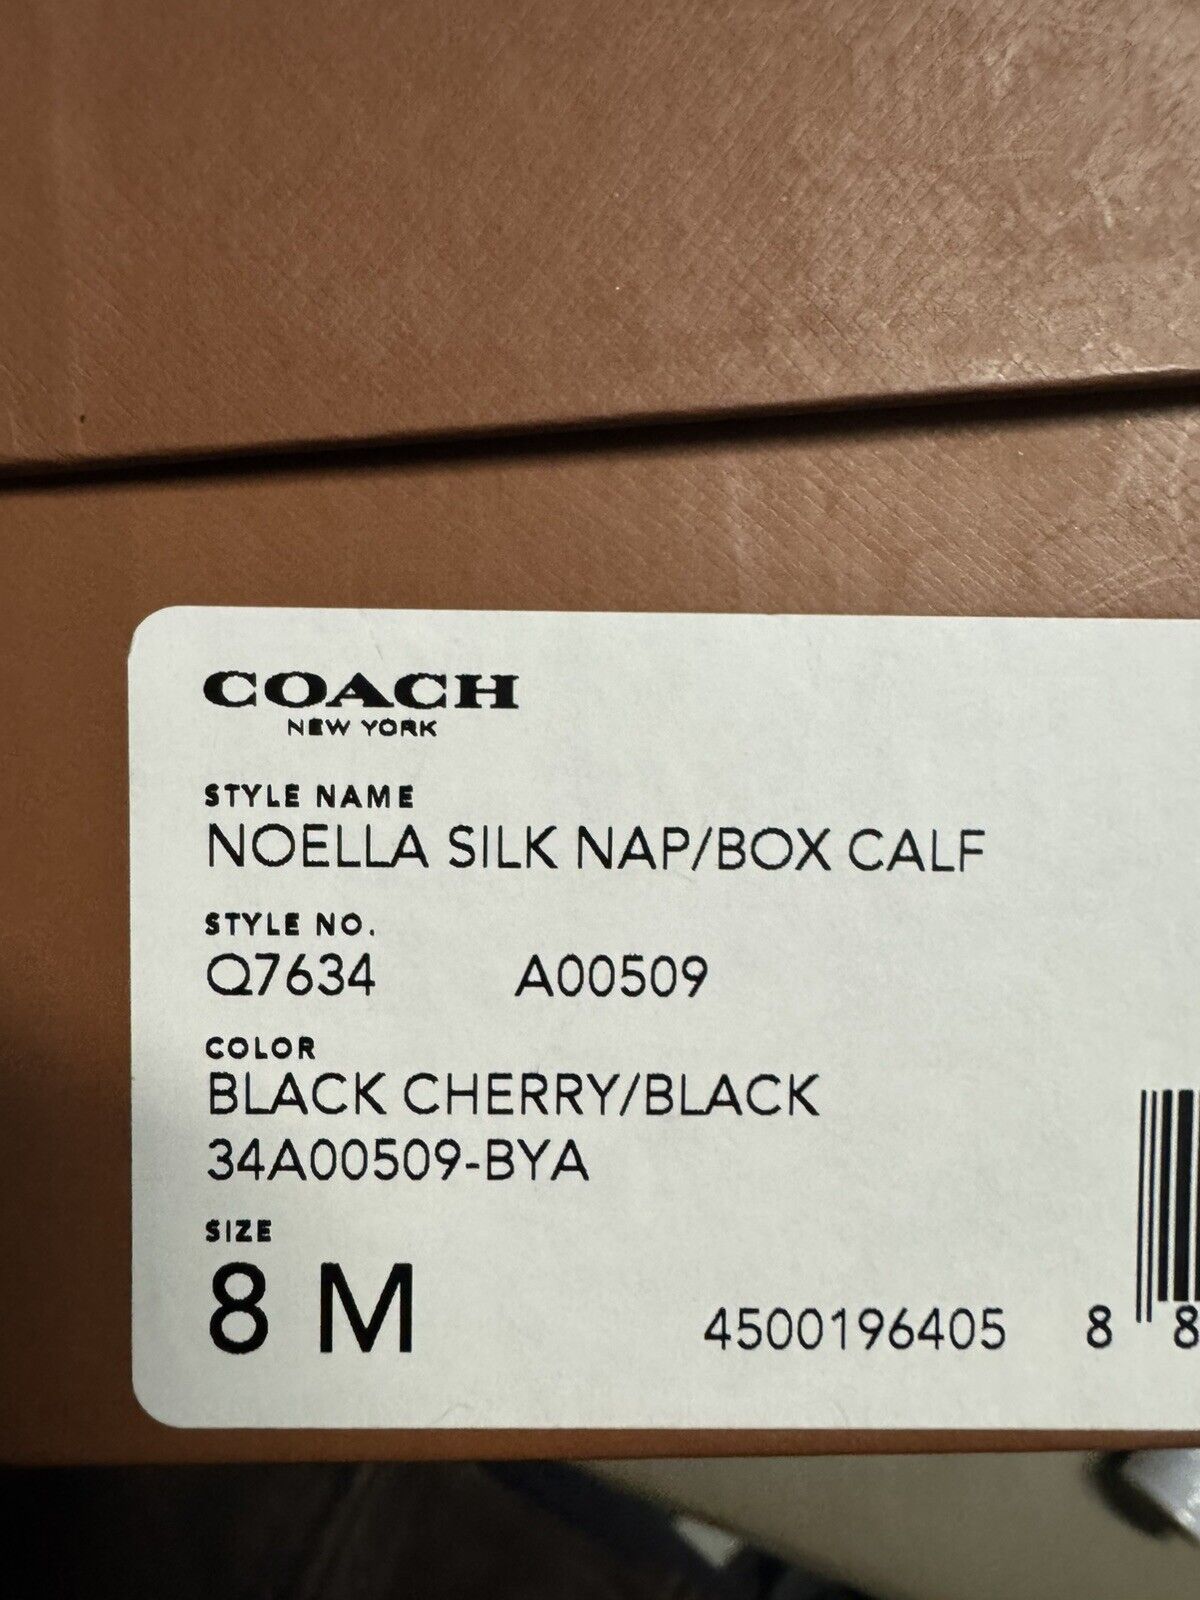 COACH
NEW YORK
STYLE NAME
NOELLA SILK NAP/BOX CALF
STYLE NO.
Q7634 A00509
COLOR
BLACK CHERRY/BLACK
34A00509-BYA
SIZE
8 M
4500196405 8 8